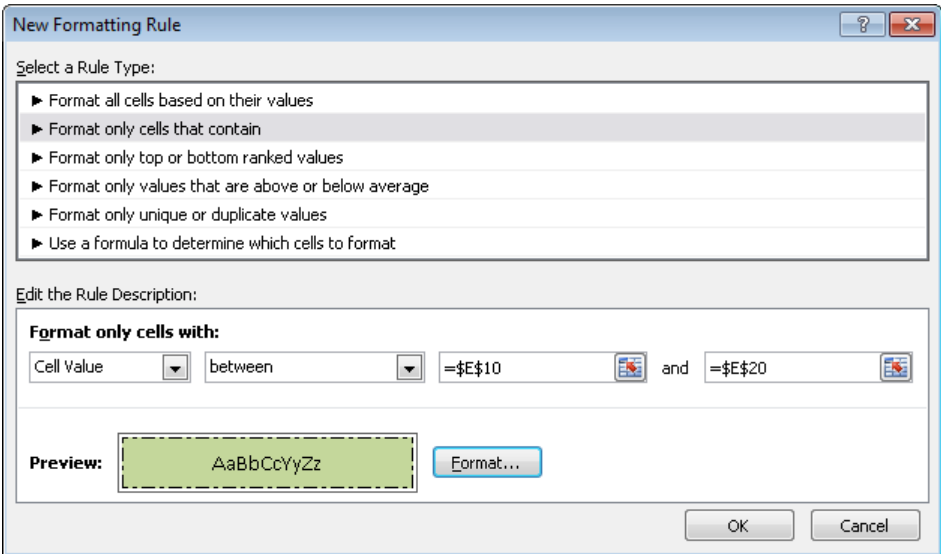 New Formatting Rule
Select a Rule Type:
► Format all cells based on their values
► Format only cells that contain
► Format only top or bottom ranked values
► Format only values that are above or below average
► Format only unique or duplicate values
► Use a formula to determine which cells to format
Edit the Rule Description:
Format only cells with:
Cell Value between =$E$10 and =$E$20
Preview: AaBbCcYyZz Format...
OK Cancel